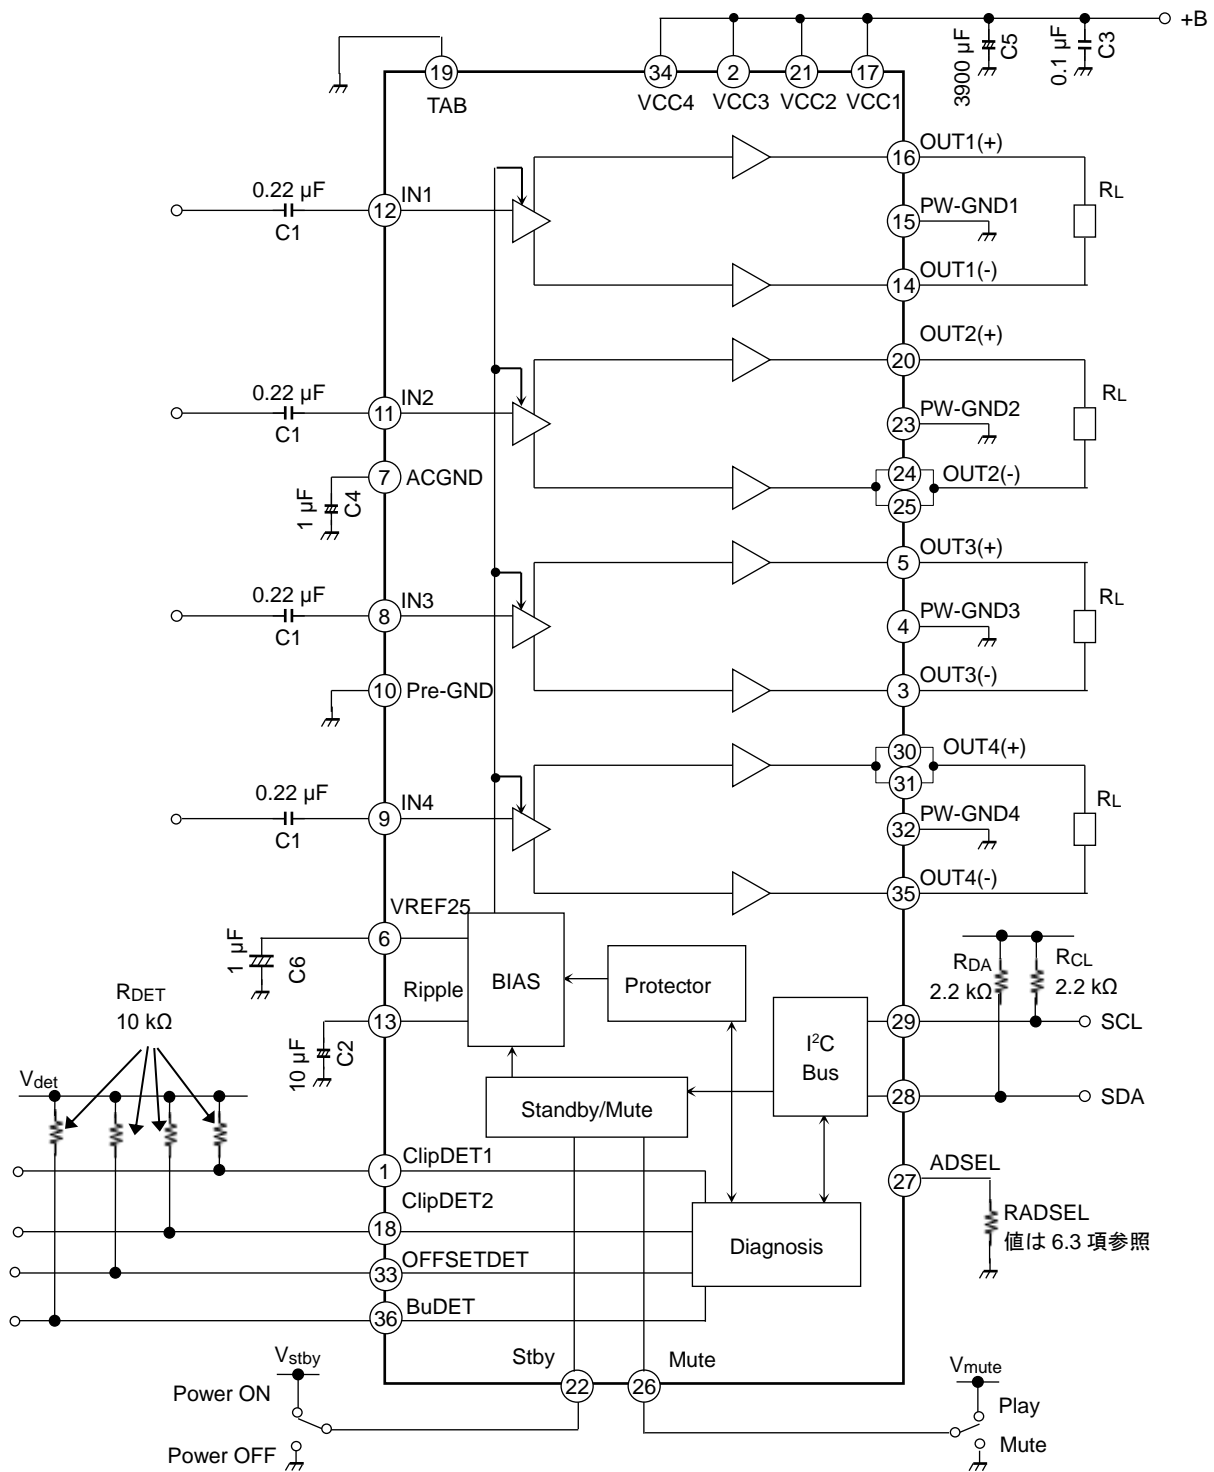 +B
3900 µF
C5
0.1 µF
C3
19
TAB
34
VCC4
2
VCC3
21
VCC2
17
VCC1
0.22 µF
C1
12
IN1
16
OUT1(+)
15
PW-GND1
14
OUT1(-)
RL
0.22 µF
C1
11
IN2
20
OUT2(+)
23
PW-GND2
24
25
OUT2(-)
RL
7
ACGND
1 µF
C4
0.22 µF
C1
8
IN3
5
OUT3(+)
4
PW-GND3
3
OUT3(-)
RL
10
Pre-GND
0.22 µF
C1
9
IN4
30
31
OUT4(+)
32
PW-GND4
35
OUT4(-)
RL
VREF25
6
1 µF
C6
BIAS
Protector
Ripple
13
10 µF
C2
I²C
Bus
Standby/Mute
RDA
2.2 kΩ
RCL
2.2 kΩ
29
SCL
28
SDA
RDET
10 kΩ
Vdet
1
ClipDET1
18
ClipDET2
33
OFFSETDET
36
BuDET
Diagnosis
27
ADSEL
RADSEL
値は 6.3 項参照
Stby
22
Mute
26
Vstby
Power ON
Power OFF
Vmute
Play
Mute